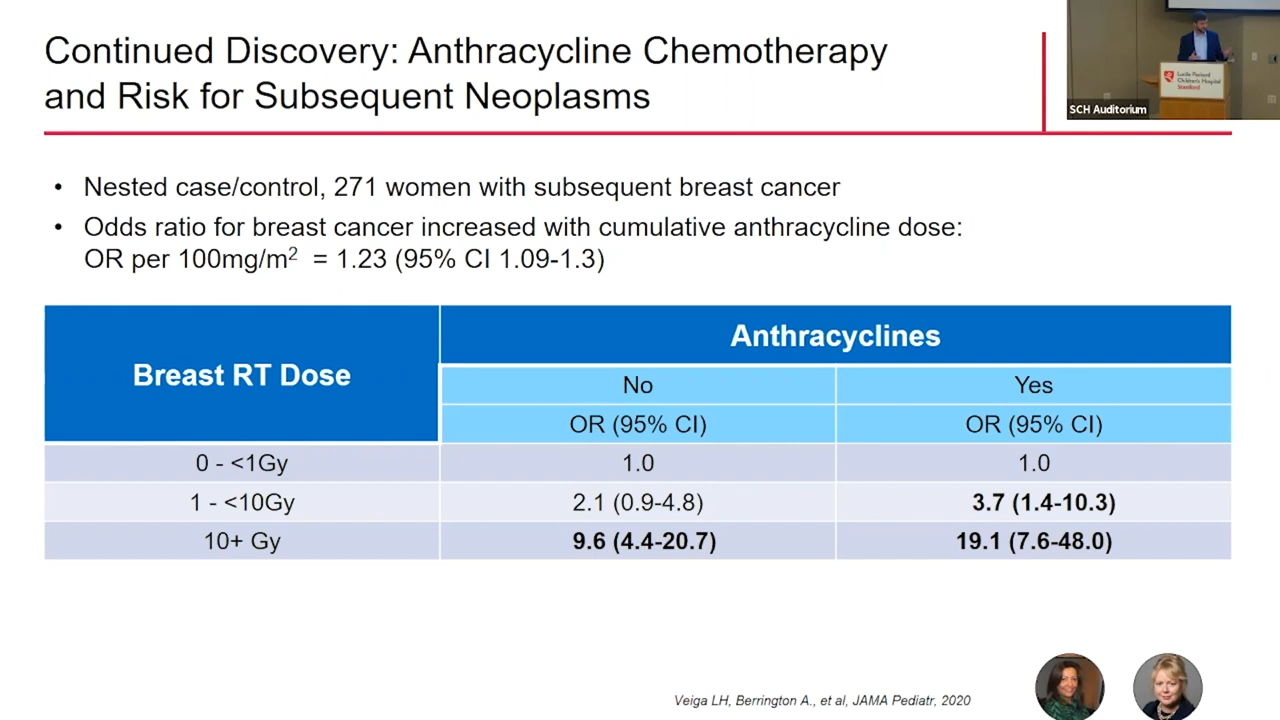 Continued Discovery: Anthracycline Chemotherapy
and Risk for Subsequent Neoplasms
SCH Auditorium
Lucile Packard
Children's Hospital
Stanford
• Nested case/control, 271 women with subsequent breast cancer
• Odds ratio for breast cancer increased with cumulative anthracycline dose:
OR per 100mg/m² = 1.23 (95% CI 1.09-1.3)
Breast RT Dose
Anthracyclines
No Yes
OR (95% CI) OR (95% CI)
0 - <1Gy 1.0 1.0
1 - <10Gy 2.1 (0.9-4.8) 3.7 (1.4-10.3)
10+ Gy 9.6 (4.4-20.7) 19.1 (7.6-48.0)
Veiga LH, Berrington A., et al, JAMA Pediatr, 2020